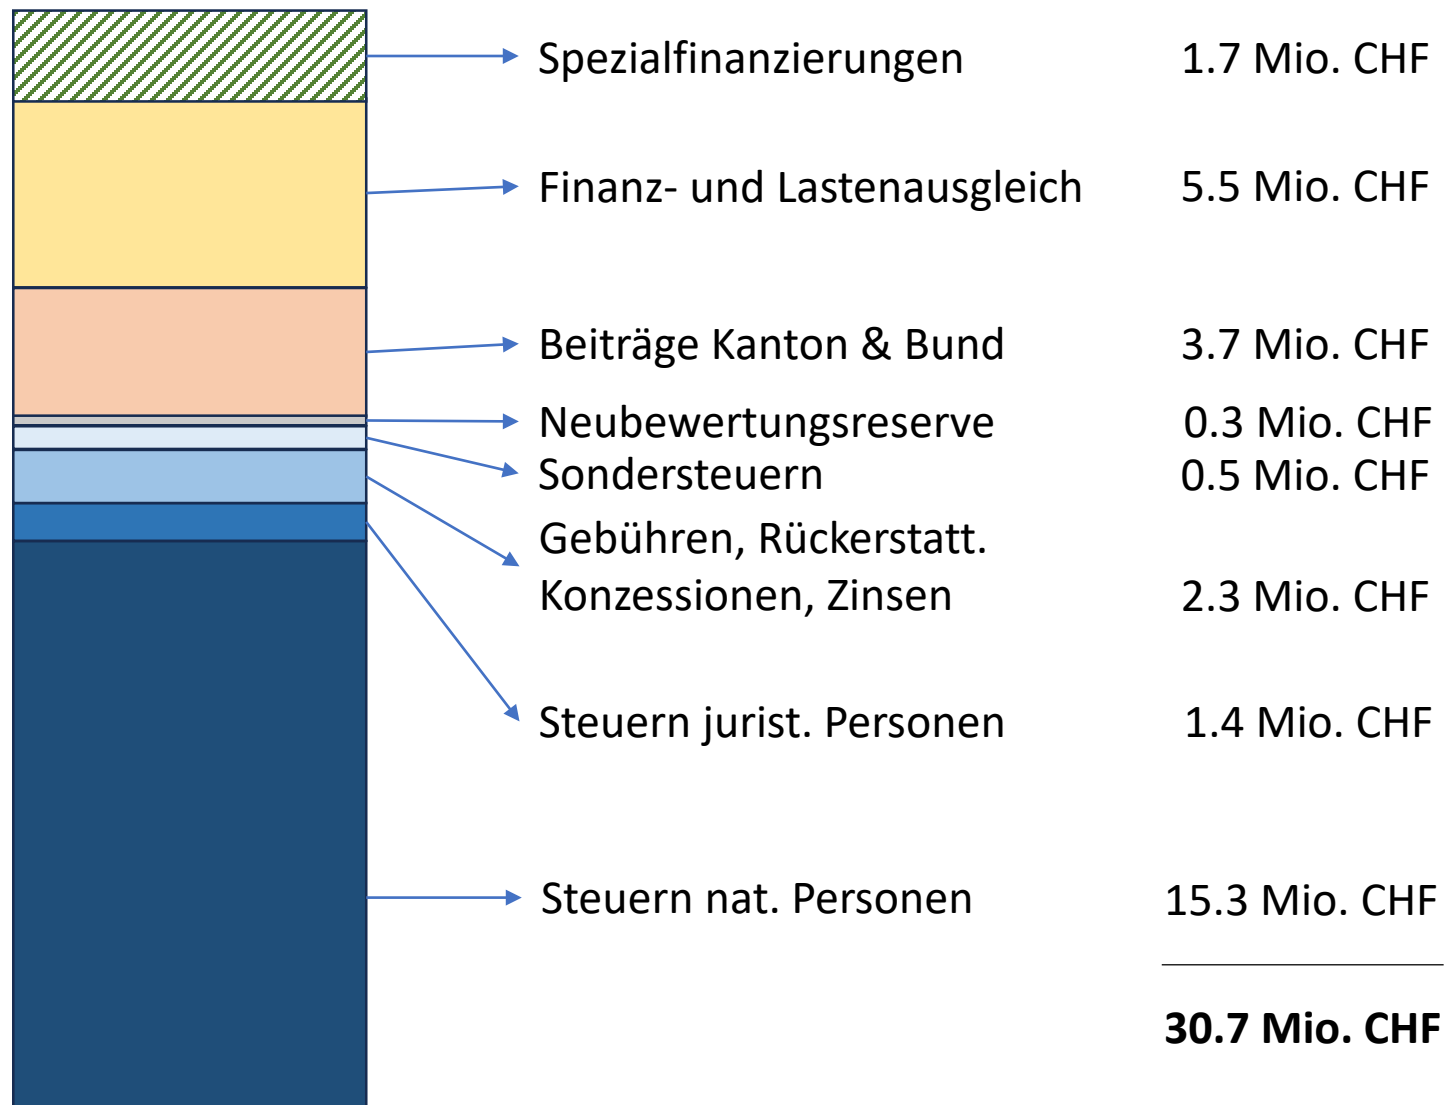 Spezialfinanzierungen 1.7 Mio. CHF
Finanz- und Lastenausgleich 5.5 Mio. CHF
Beiträge Kanton & Bund 3.7 Mio. CHF
Neubewertungsreserve 0.3 Mio. CHF
Sondersteuern 0.5 Mio. CHF
Gebühren, Rückerstatt.
Konzessionen, Zinsen 2.3 Mio. CHF
Steuern jurist. Personen 1.4 Mio. CHF
Steuern nat. Personen 15.3 Mio. CHF
30.7 Mio. CHF